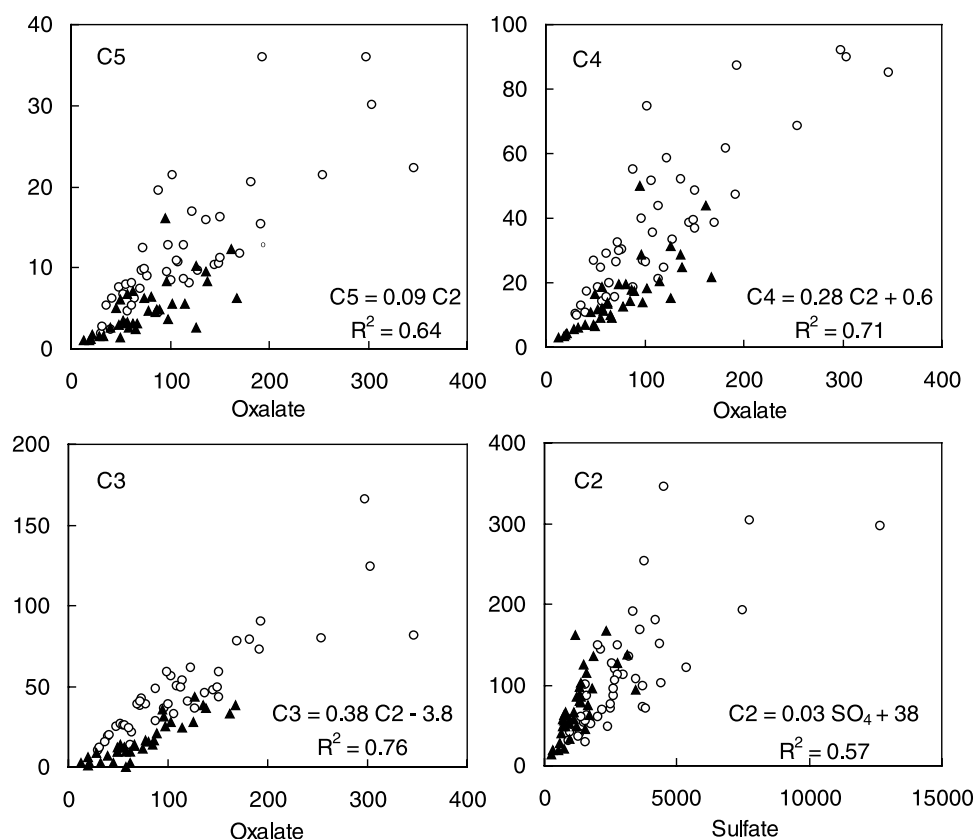 40
30
20
10
0
C5
C5 = 0.09 C2
R² = 0.64
0 100 200 300 400
Oxalate
100
80
60
40
20
0
C4
C4 = 0.28 C2 + 0.6
R² = 0.71
0 100 200 300 400
Oxalate
200
150
100
50
0
C3
C3 = 0.38 C2 - 3.8
R² = 0.76
0 100 200 300 400
Oxalate
400
300
200
100
0
C2
C2 = 0.03 SO₄ + 38
R² = 0.57
0 5000 10000 15000
Sulfate